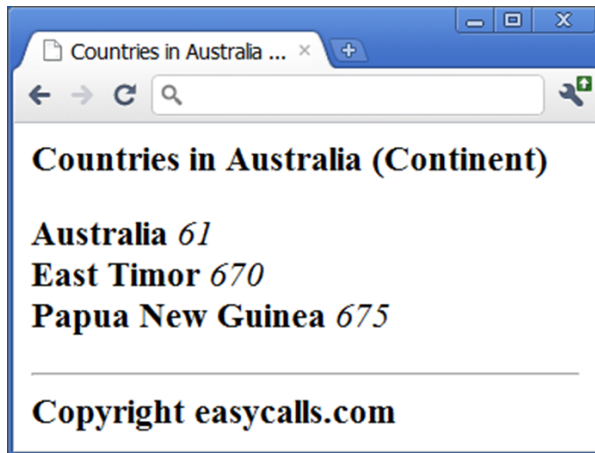 Countries in Australia ...
Countries in Australia (Continent)
Australia 61
East Timor 670
Papua New Guinea 675
Copyright easycalls.com